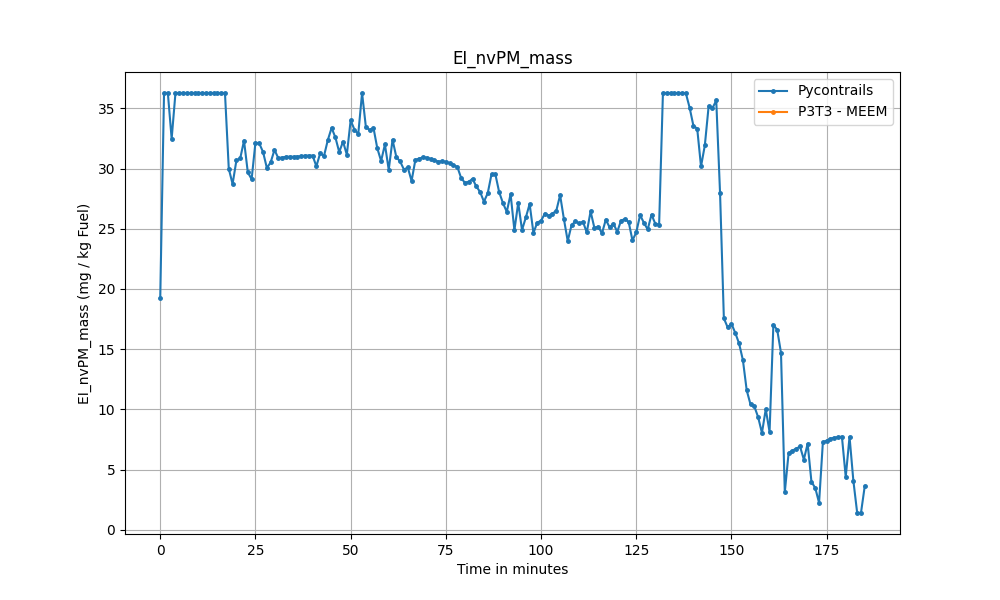 EI_nvPM_mass
Pycontrails
P3T3 - MEEM
EI_nvPM_mass (mg / kg Fuel)
35
30
25
20
15
10
5
0
0 25 50 75 100 125 150 175
Time in minutes